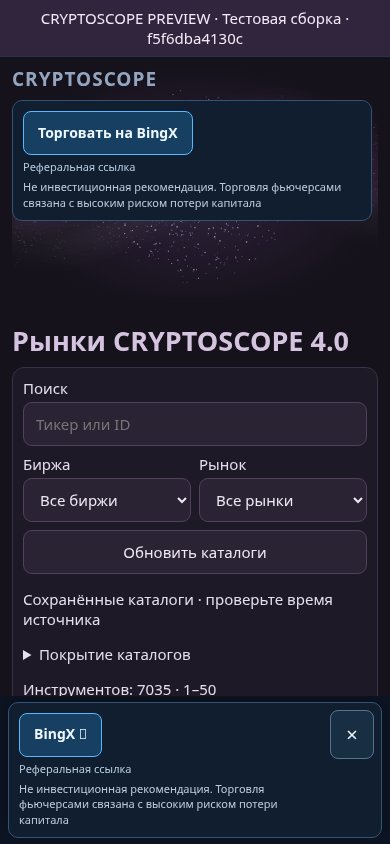 CRYPTOSCOPE PREVIEW · Тестовая сборка ·
f5f6dba4130c
CRYPTOSCOPE
Торговать на BingX
Реферальная ссылка
Не инвестиционная рекомендация. Торговля фьючерсами
связана с высоким риском потери капитала
Рынки CRYPTOSCOPE 4.0
Поиск
Тикер или ID
Биржа Рынок
Все биржи Все рынки
Обновить каталоги
Сохранённые каталоги · проверьте время
источника
▶ Покрытие каталогов
Инструментов: 7035 · 1–50
BingX
×
Реферальная ссылка
Не инвестиционная рекомендация. Торговля
фьючерсами связана с высоким риском потери
капитала